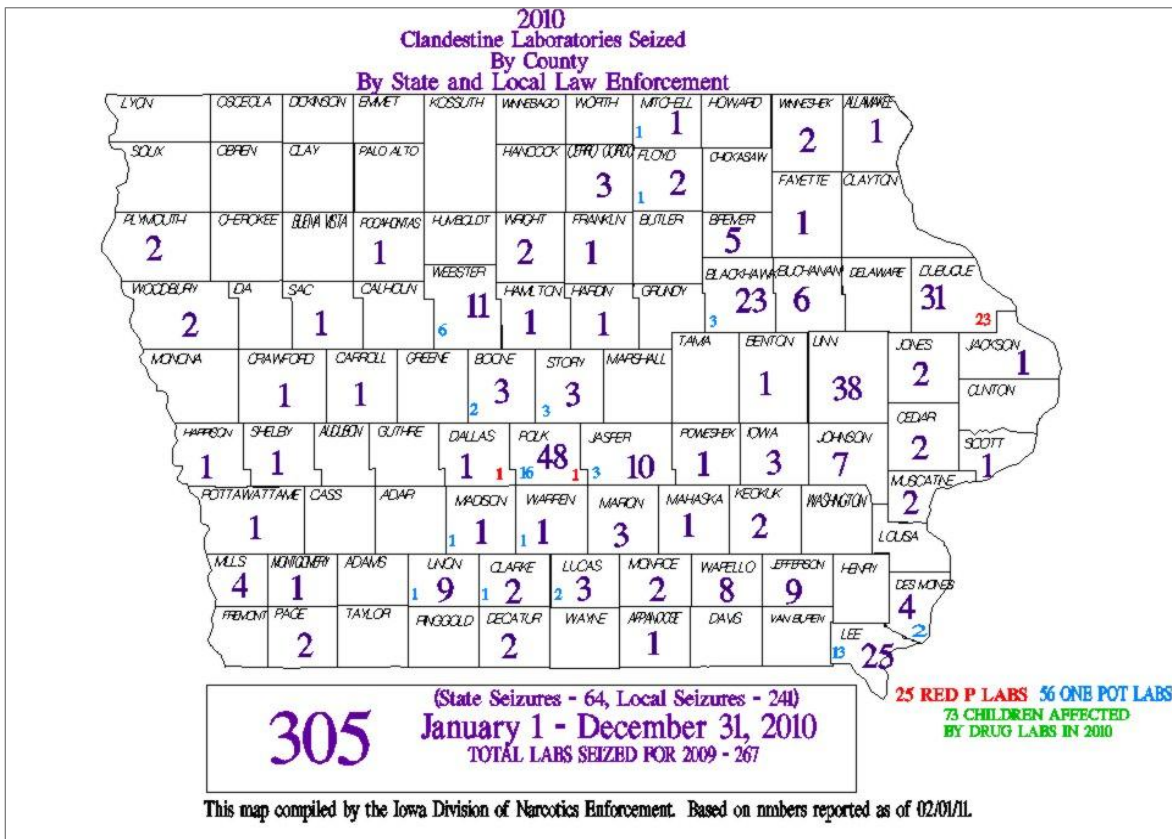 2010
Clandestine Laboratories Seized
By County
By State and Local Law Enforcement
LYON OSCEOLA DICKINSON EMMET KOSSUTH WINNEBAGO WORTH MITCHELL HOWARD WINNESHEK ALLAMAKEE
1 1 2 1
SIOUX OBRIEN CLAY PALO ALTO HANCOCK CERRO GORDO FLOYD CHICKASAW
3 1 2
FAYETTE CLAYTON
1
PLYMOUTH CHEROKEE BUENA VISTA POCAHONTAS HUMBOLDT WRIGHT FRANKLIN BUTLER BREMER
2 1 2 1 5
WOODBURY IDA SAC CALHOUN WEBSTER HAMILTON HARDIN GRUNDY BLACKHAWK BUCHANAN DELAWARE DUBUQUE
2 1 6 11 1 1 3 23 6 31 23
MONONA CRAWFORD CARROLL GREENE BOONE STORY MARSHALL TAMA BENTON LINN JONES JACKSON
1 1 2 3 3 3 1 38 2 1
CLINTON
HARRISON SHELBY AUDUBON GUTHRIE DALLAS POLK JASPER POWESHIEK IOWA JOHNSON CEDAR SCOTT
1 1 1 1 16 48 1 3 10 1 3 7 2 1
POTTAWATTAMIE CASS ADAIR MADISON WARREN MARION MAHASKA KEOKUK WASHINGTON MUSCATINE
1 1 1 1 1 3 1 2 2
LOUISA
MILLS MONTGOMERY ADAMS UNION CLARKE LUCAS MONROE WAPELLO JEFFERSON HENRY DES MOINES
4 1 1 9 1 2 2 3 2 8 9 4 2
FREMONT PAGE TAYLOR RINGGOLD DECATUR WAYNE APPANOOSE DAVIS VAN BUREN LEE
2 2 1 13 25
25 RED P LABS 56 ONE POT LABS
73 CHILDREN AFFECTED
BY DRUG LABS IN 2010
305
(State Seizures - 64, Local Seizures - 241)
January 1 - December 31, 2010
TOTAL LABS SEIZED FOR 2009 - 267
This map compiled by the Iowa Division of Narcotics Enforcement. Based on nmbers reported as of 02/01/11.